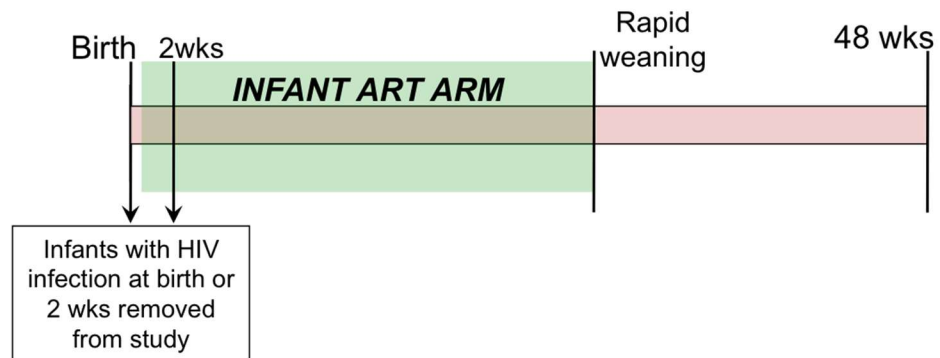 Birth
2wks
INFANT ART ARM
Rapid
weaning
48 wks
Infants with HIV
infection at birth or
2 wks removed
from study